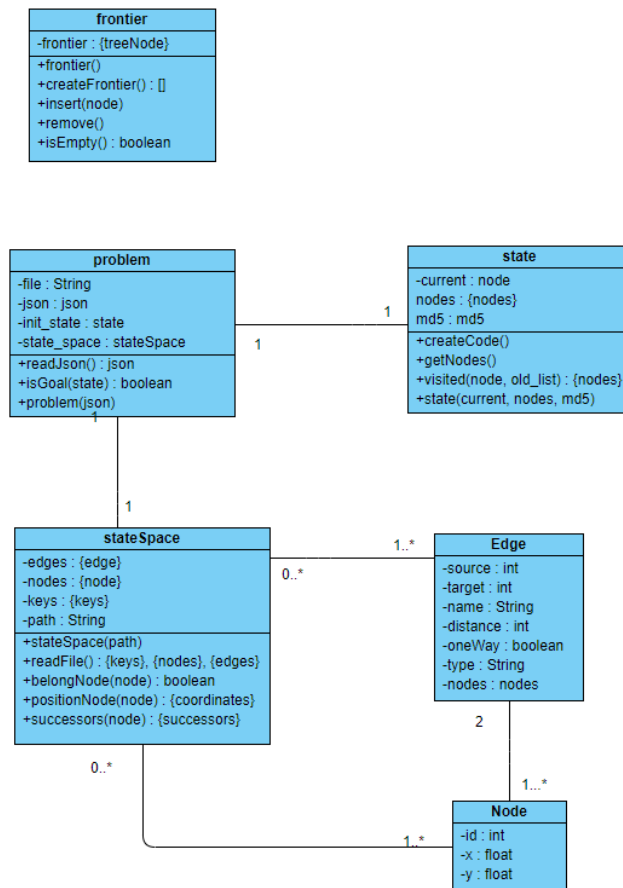 frontier
-frontier : {treeNode}
+frontier()
+createFrontier() : []
+insert(node)
+remove()
+isEmpty() : boolean
problem
-file : String
-json : json
-init_state : state
-state_space : stateSpace
+readJson() : json
+isGoal(state) : boolean
+problem(json)
1
1
state
-current : node
nodes : {nodes}
md5 : md5
+createCode()
+getNodes()
+visited(node, old_list) : {nodes}
+state(current, nodes, md5)
1
1
stateSpace
-edges : {edge}
-nodes : {node}
-keys : {keys}
-path : String
+stateSpace(path)
+readFile() : {keys}, {nodes}, {edges}
+belongNode(node) : boolean
+positionNode(node) : {coordinates}
+successors(node) : {successors}
0..*
1..*
Edge
-source : int
-target : int
-name : String
-distance : int
-oneWay : boolean
-type : String
-nodes : nodes
2
1...*
0..*
1..*
Node
-id : int
-x : float
-y : float